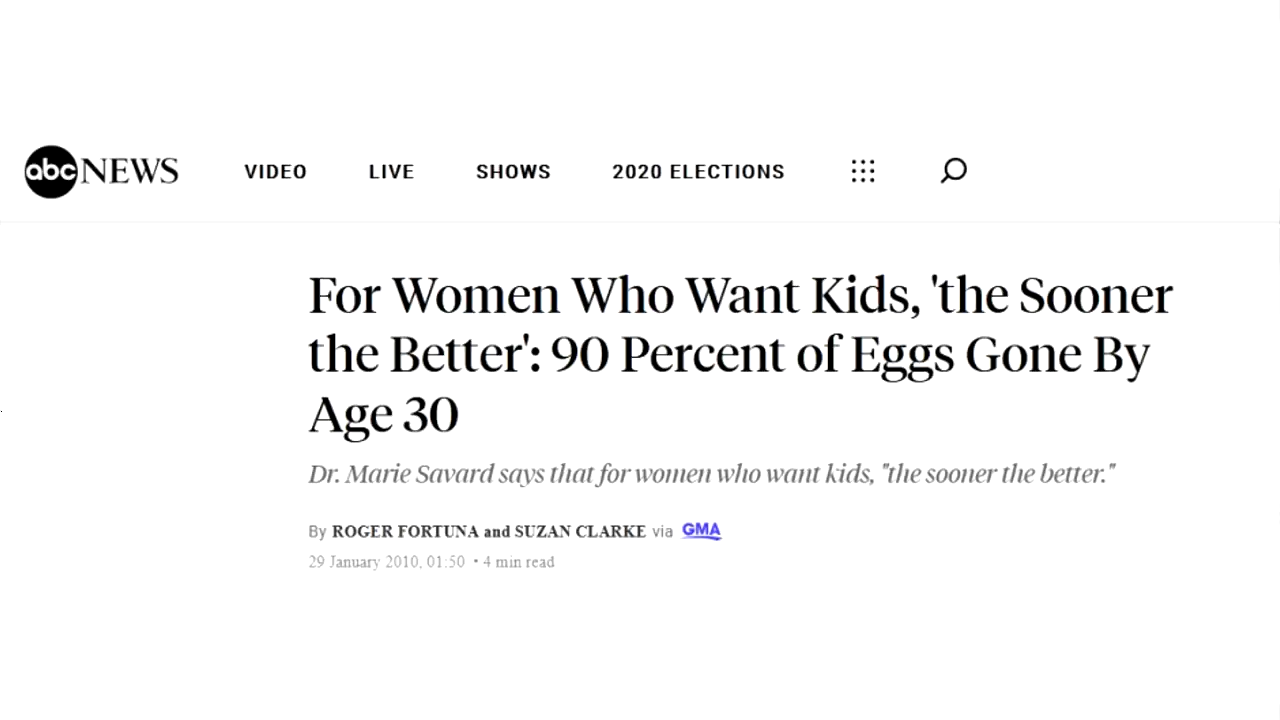 abc NEWS VIDEO LIVE SHOWS 2020 ELECTIONS
For Women Who Want Kids, 'the Sooner
the Better': 90 Percent of Eggs Gone By
Age 30
Dr. Marie Savard says that for women who want kids, "the sooner the better."
By ROGER FORTUNA and SUZAN CLARKE via GMA
29 January 2010, 01:50 • 4 min read